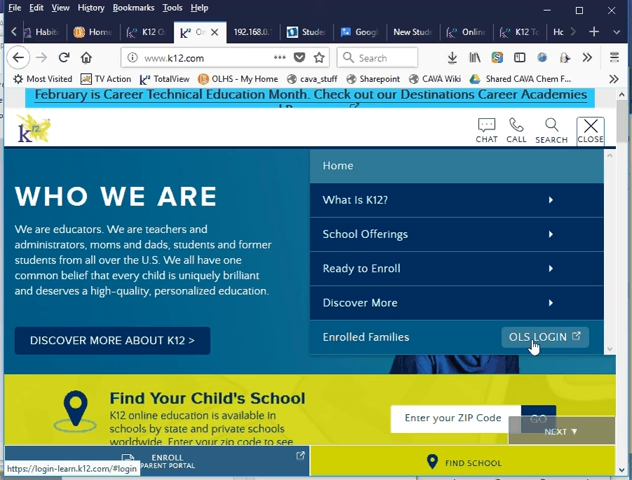 File Edit View History Bookmarks Tools Help
Habit Home K12 O 192.168.0. Stude Googl New Stud Onlin K12 T Ho
www.k12.com Search
Most Visited TV Action TotalView OLHS - My Home cava_stuff Sharepoint CAVA Wiki Shared CAVA Chem F...
February is Career Technical Education Month. Check out our Destinations Career Academies
k12
CHAT CALL SEARCH CLOSE
Home
WHO WE ARE
What Is K12?
We are educators. We are teachers and
administrators, moms and dads, students and former
students from all over the U.S. We all have one
common belief that every child is uniquely brilliant
and deserves a high-quality, personalized education.
School Offerings
Ready to Enroll
Discover More
Enrolled Families OLS LOGIN
DISCOVER MORE ABOUT K12 >
Find Your Child's School
K12 online education is available in
schools by state and private schools
worldwide. Enter your zip code to see
Enter your ZIP Code GO
NEXT ▼
ENROLL
PARENT PORTAL
FIND SCHOOL
https://login-learn.k12.com/#login